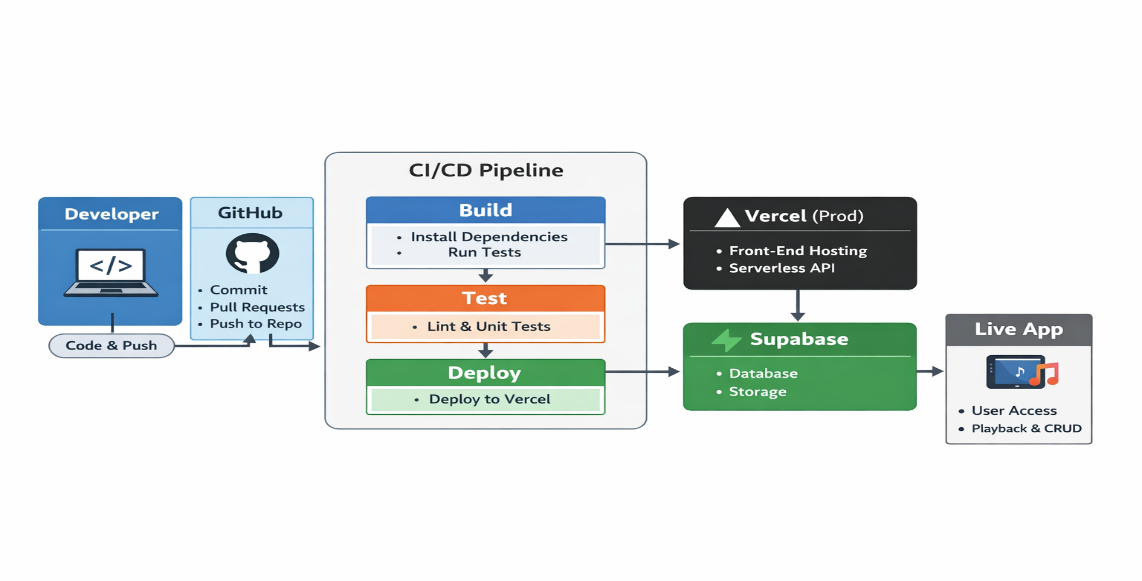 Developer
</>
Code & Push
GitHub
• Commit
• Pull Requests
• Push to Repo
CI/CD Pipeline
Build
• Install Dependencies
• Run Tests
Test
• Lint & Unit Tests
Deploy
• Deploy to Vercel
Vercel (Prod)
• Front-End Hosting
• Serverless API
Supabase
• Database
• Storage
Live App
• User Access
• Playback & CRUD